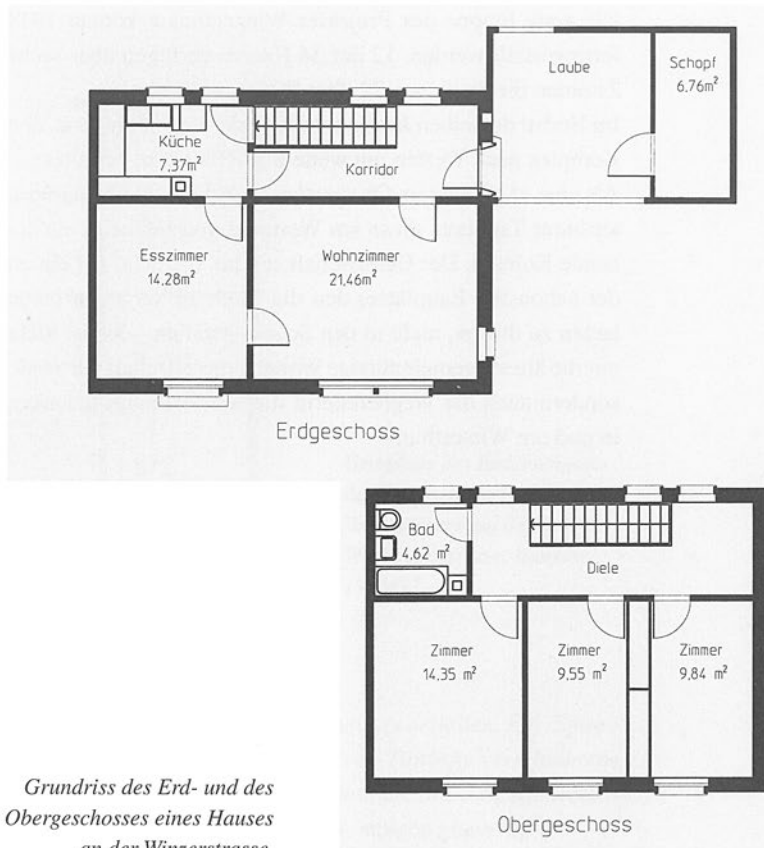 Laube
Schopf
6,76m²
Küche
7,37m²
Korridor
Esszimmer
14,28m²
Wohnzimmer
21,46m²
Erdgeschoss
Bad
4,62 m²
Diele
Zimmer
14,35 m²
Zimmer
9,55 m²
Zimmer
9,84 m²
Obergeschoss
Grundriss des Erd- und des
Obergeschosses eines Hauses
an der Winzerstrasse.